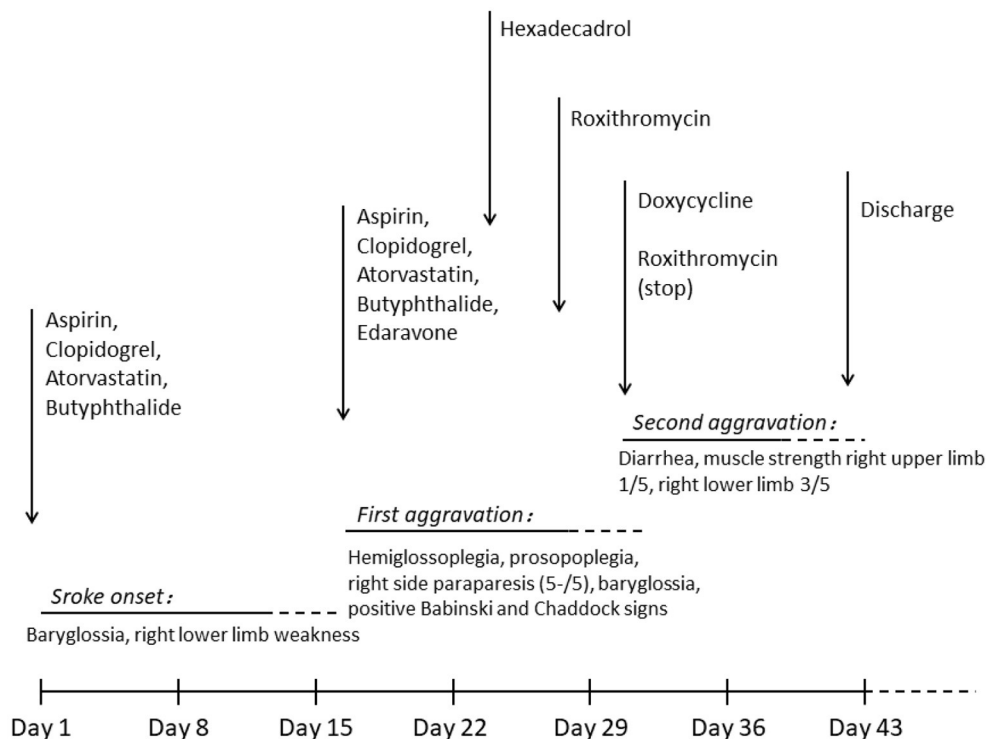 Hexadecadrol
Roxithromycin
Doxycycline
Roxithromycin
(stop)
Discharge
Aspirin,
Clopidogrel,
Atorvastatin,
Butyphthalide,
Edaravone
Aspirin,
Clopidogrel,
Atorvastatin,
Butyphthalide
Second aggravation:
Diarrhea, muscle strength right upper limb
1/5, right lower limb 3/5
First aggravation:
Hemiglossoplegia, prosopoplegia,
right side paraparesis (5-/5), baryglossia,
positive Babinski and Chaddock signs
Sroke onset:
Baryglossia, right lower limb weakness
Day 1 Day 8 Day 15 Day 22 Day 29 Day 36 Day 43